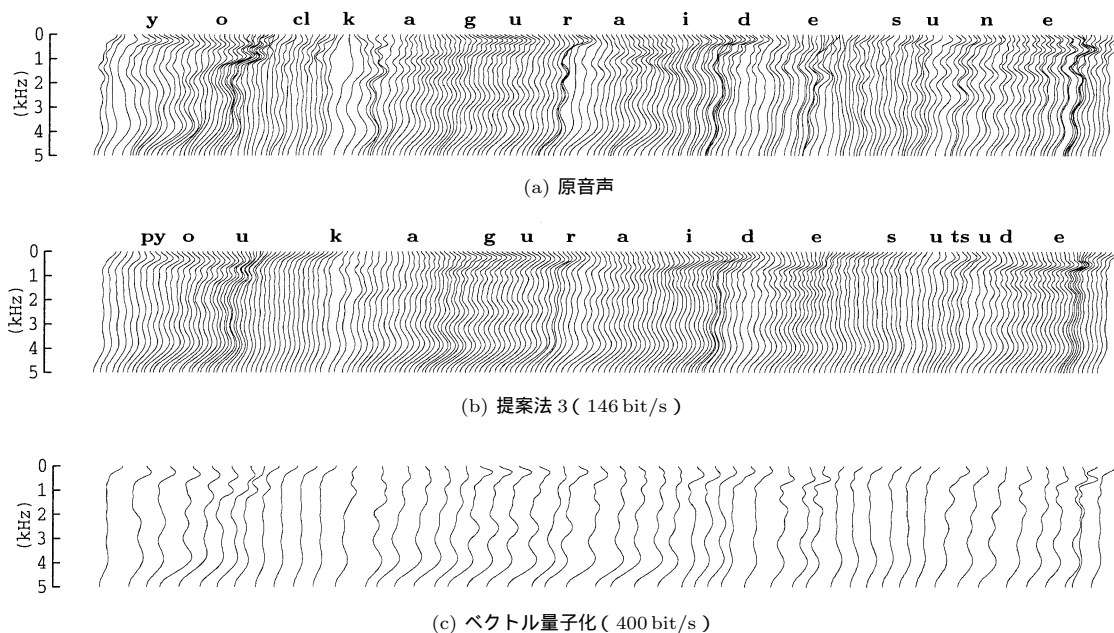 y o cl k a g u r a i d e s u n e
0
1
2
3
4
5
(kHz)
(a) 原音声
py o u k a g u r a i d e s u ts u d e
0
1
2
3
4
5
(kHz)
(b) 提案法 3 ( 146 bit/s )
0
1
2
3
4
5
(kHz)
(c) ベクトル量子化 ( 400 bit/s )